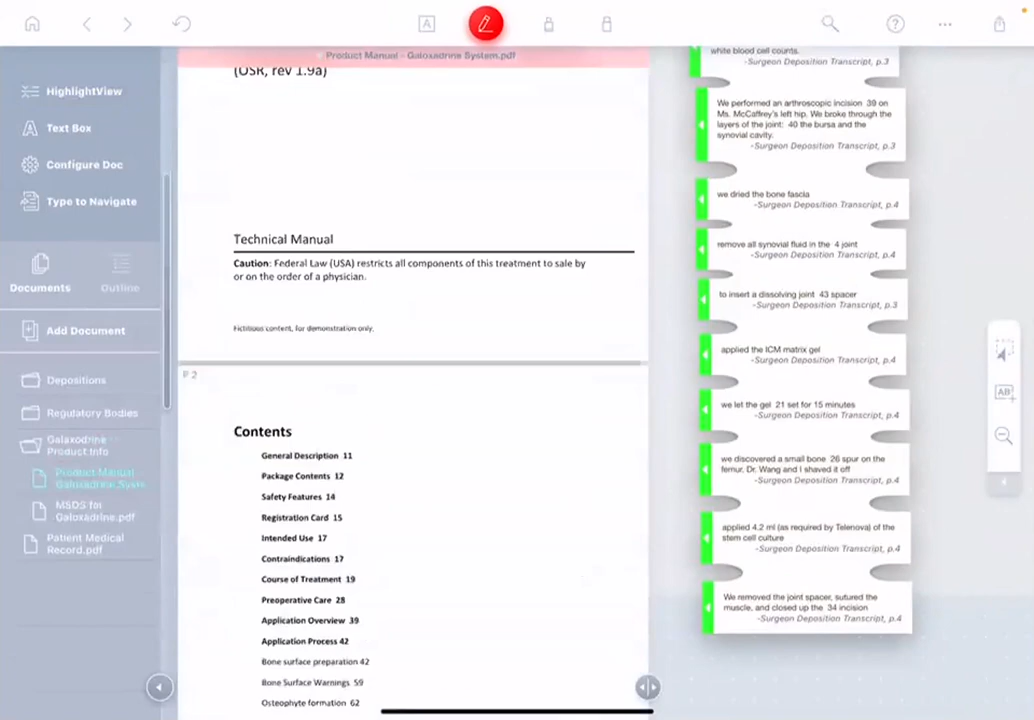 HighlightView
Text Box
Configure Doc
Type to Navigate
Documents
Outline
Add Document
Depositions
Regulatory Bodies
Galaxodrine
Product Info
Product Manual
Galoxadrine Syste
MSDS for
Galoxadrine.pdf
Patient Medical
Record.pdf
Product Manual - Galoxadrine System.pdf
(USR, rev 1.9a)
Technical Manual
Caution: Federal Law (USA) restricts all components of this treatment to sale by
or on the order of a physician.
Fictitious content, for demonstration only.
P 2
Contents
General Description 11
Package Contents 12
Safety Features 14
Registration Card 15
Intended Use 17
Contraindications 17
Course of Treatment 19
Preoperative Care 28
Application Overview 39
Application Process 42
Bone surface preparation 42
Bone Surface Warnings 59
Osteophyte formation 62
white blood cell counts.
-Surgeon Deposition Transcript, p.3
We performed an arthroscopic incision 39 on
Ms. McCaffrey's left hip. We broke through the
layers of the joint: 40 the bursa and the
synovial cavity.
-Surgeon Deposition Transcript, p.3
we dried the bone fascia
-Surgeon Deposition Transcript, p.4
remove all synovial fluid in the 4 joint
-Surgeon Deposition Transcript, p.4
to insert a dissolving joint 43 spacer
-Surgeon Deposition Transcript, p.3
applied the ICM matrix gel
-Surgeon Deposition Transcript, p.4
we let the gel 21 set for 15 minutes
-Surgeon Deposition Transcript, p.4
we discovered a small bone 26 spur on the
femur, Dr. Wang and I shaved it off
-Surgeon Deposition Transcript, p.4
applied 4.2 ml (as required by Telenova) of the
stem cell culture
-Surgeon Deposition Transcript, p.4
We removed the joint spacer, sutured the
muscle, and closed up the 34 incision
-Surgeon Deposition Transcript, p.4